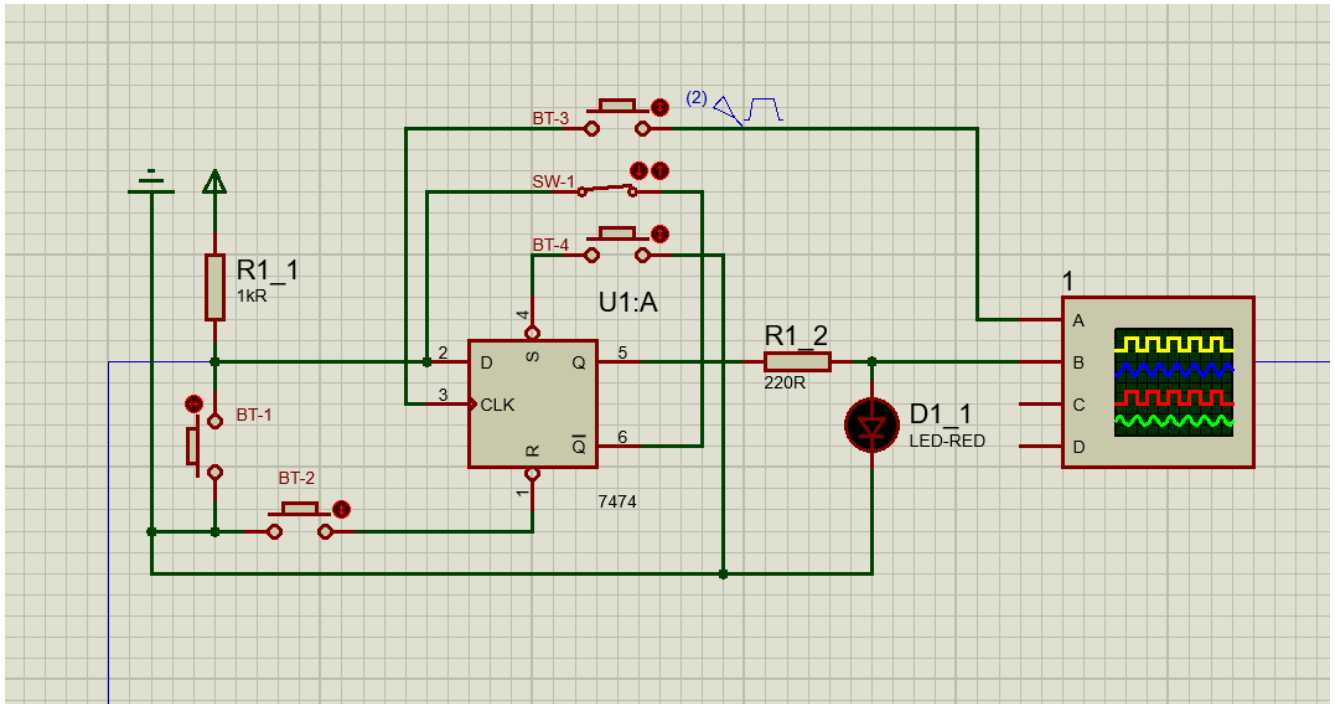 BT-3
(2)
SW-1
BT-4
R1_1
1kR
U1:A
1
4
S
R1_2
220R
A
2
D
Q
5
B
3
CLK
C
BT-1
D1_1
LED-RED
6
Q
D
R
BT-2
1
7474